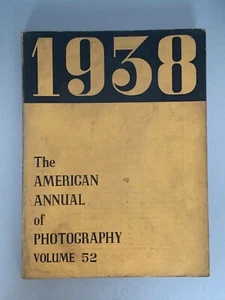 1938
The
AMERICAN
ANNUAL
of
PHOTOGRAPHY
VOLUME 52